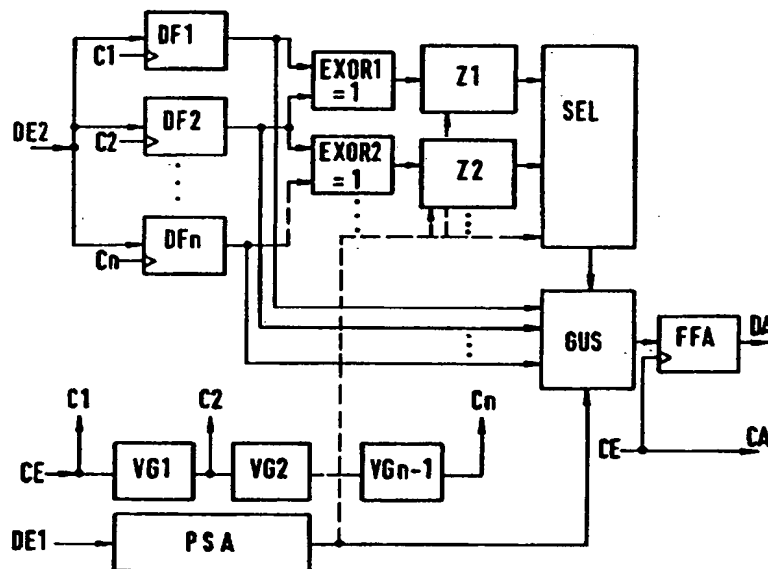 DF1
C1
EXOR1
=1
Z1
SEL
DE2
DF2
C2
EXOR2
=1
Z2
DFn
Cn
GUS
FFA
DA
C1
C2
Cn
CE
VG1
VG2
VGn-1
CE
CA
DE1
PSA